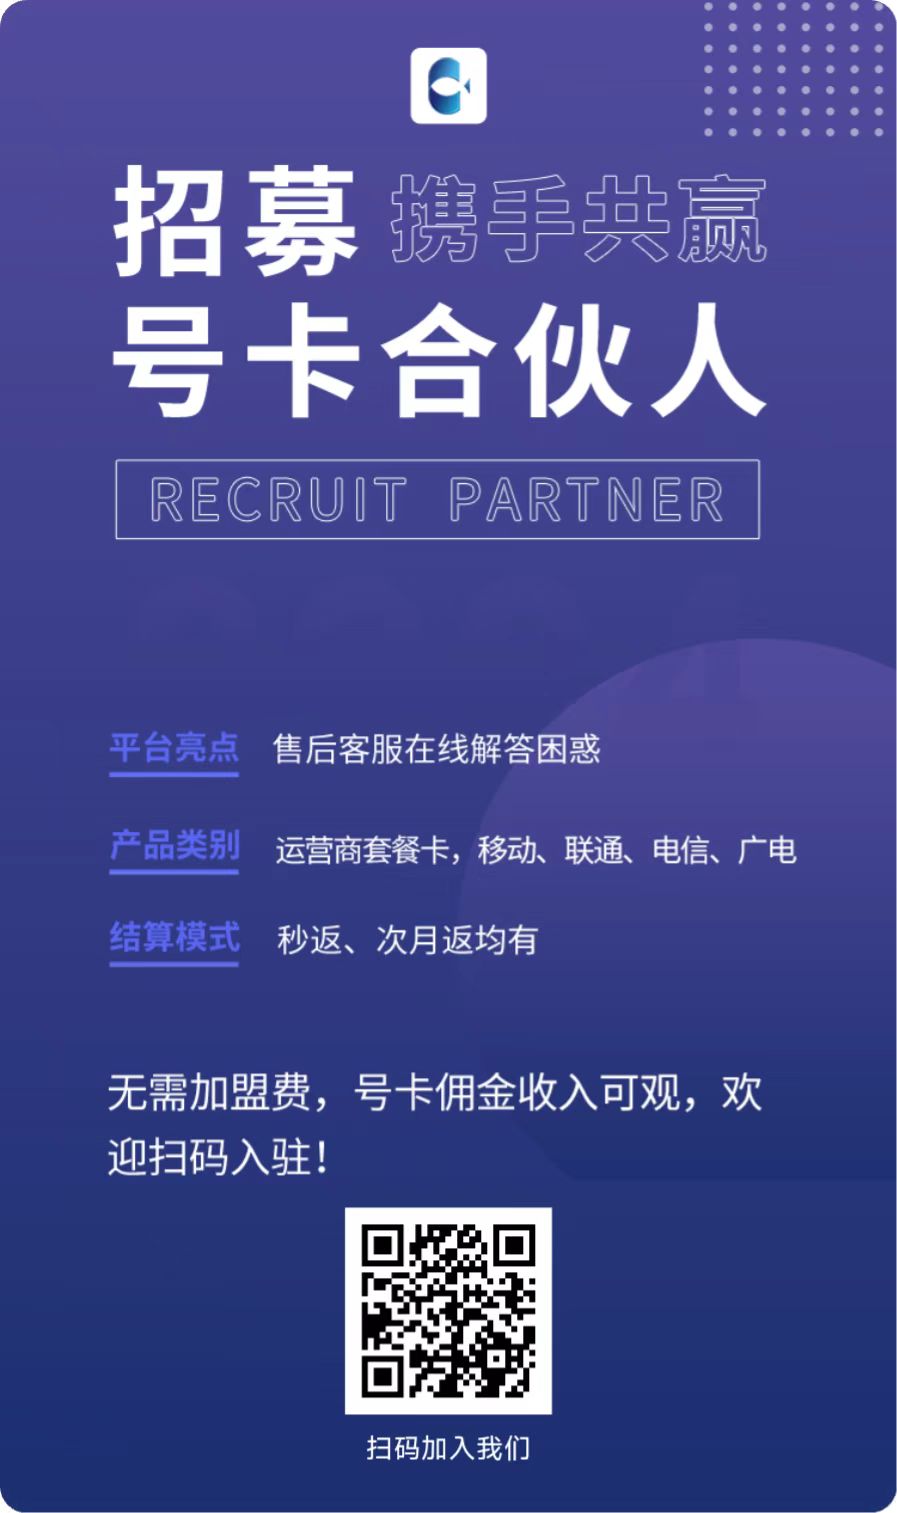 招募 携手共赢
号卡合伙人
RECRUIT PARTNER
平台亮点 售后客服在线解答困惑
产品类别 运营商套餐卡，移动、联通、电信、广电
结算模式 秒返、次月返均有
无需加盟费，号卡佣金收入可观，欢
迎扫码入驻！
扫码加入我们